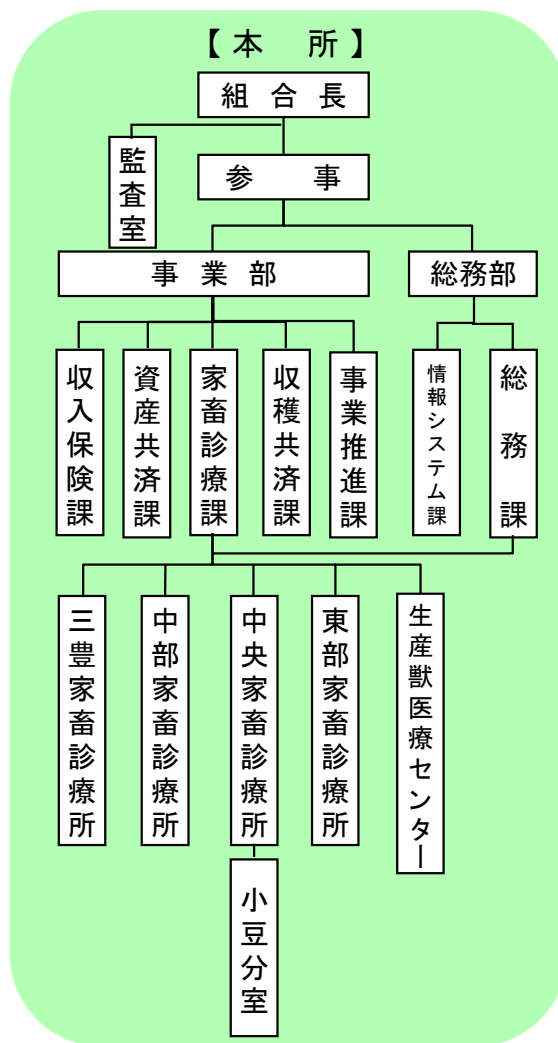 【本　所】
組合長
監査室
参　事
事業部
総務部
収入保険課
資産共済課
家畜診療課
収穫共済課
事業推進課
情報システム課
総務課
三豊家畜診療所
中部家畜診療所
中央家畜診療所
東部家畜診療所
生産獣医療センター
小豆分室